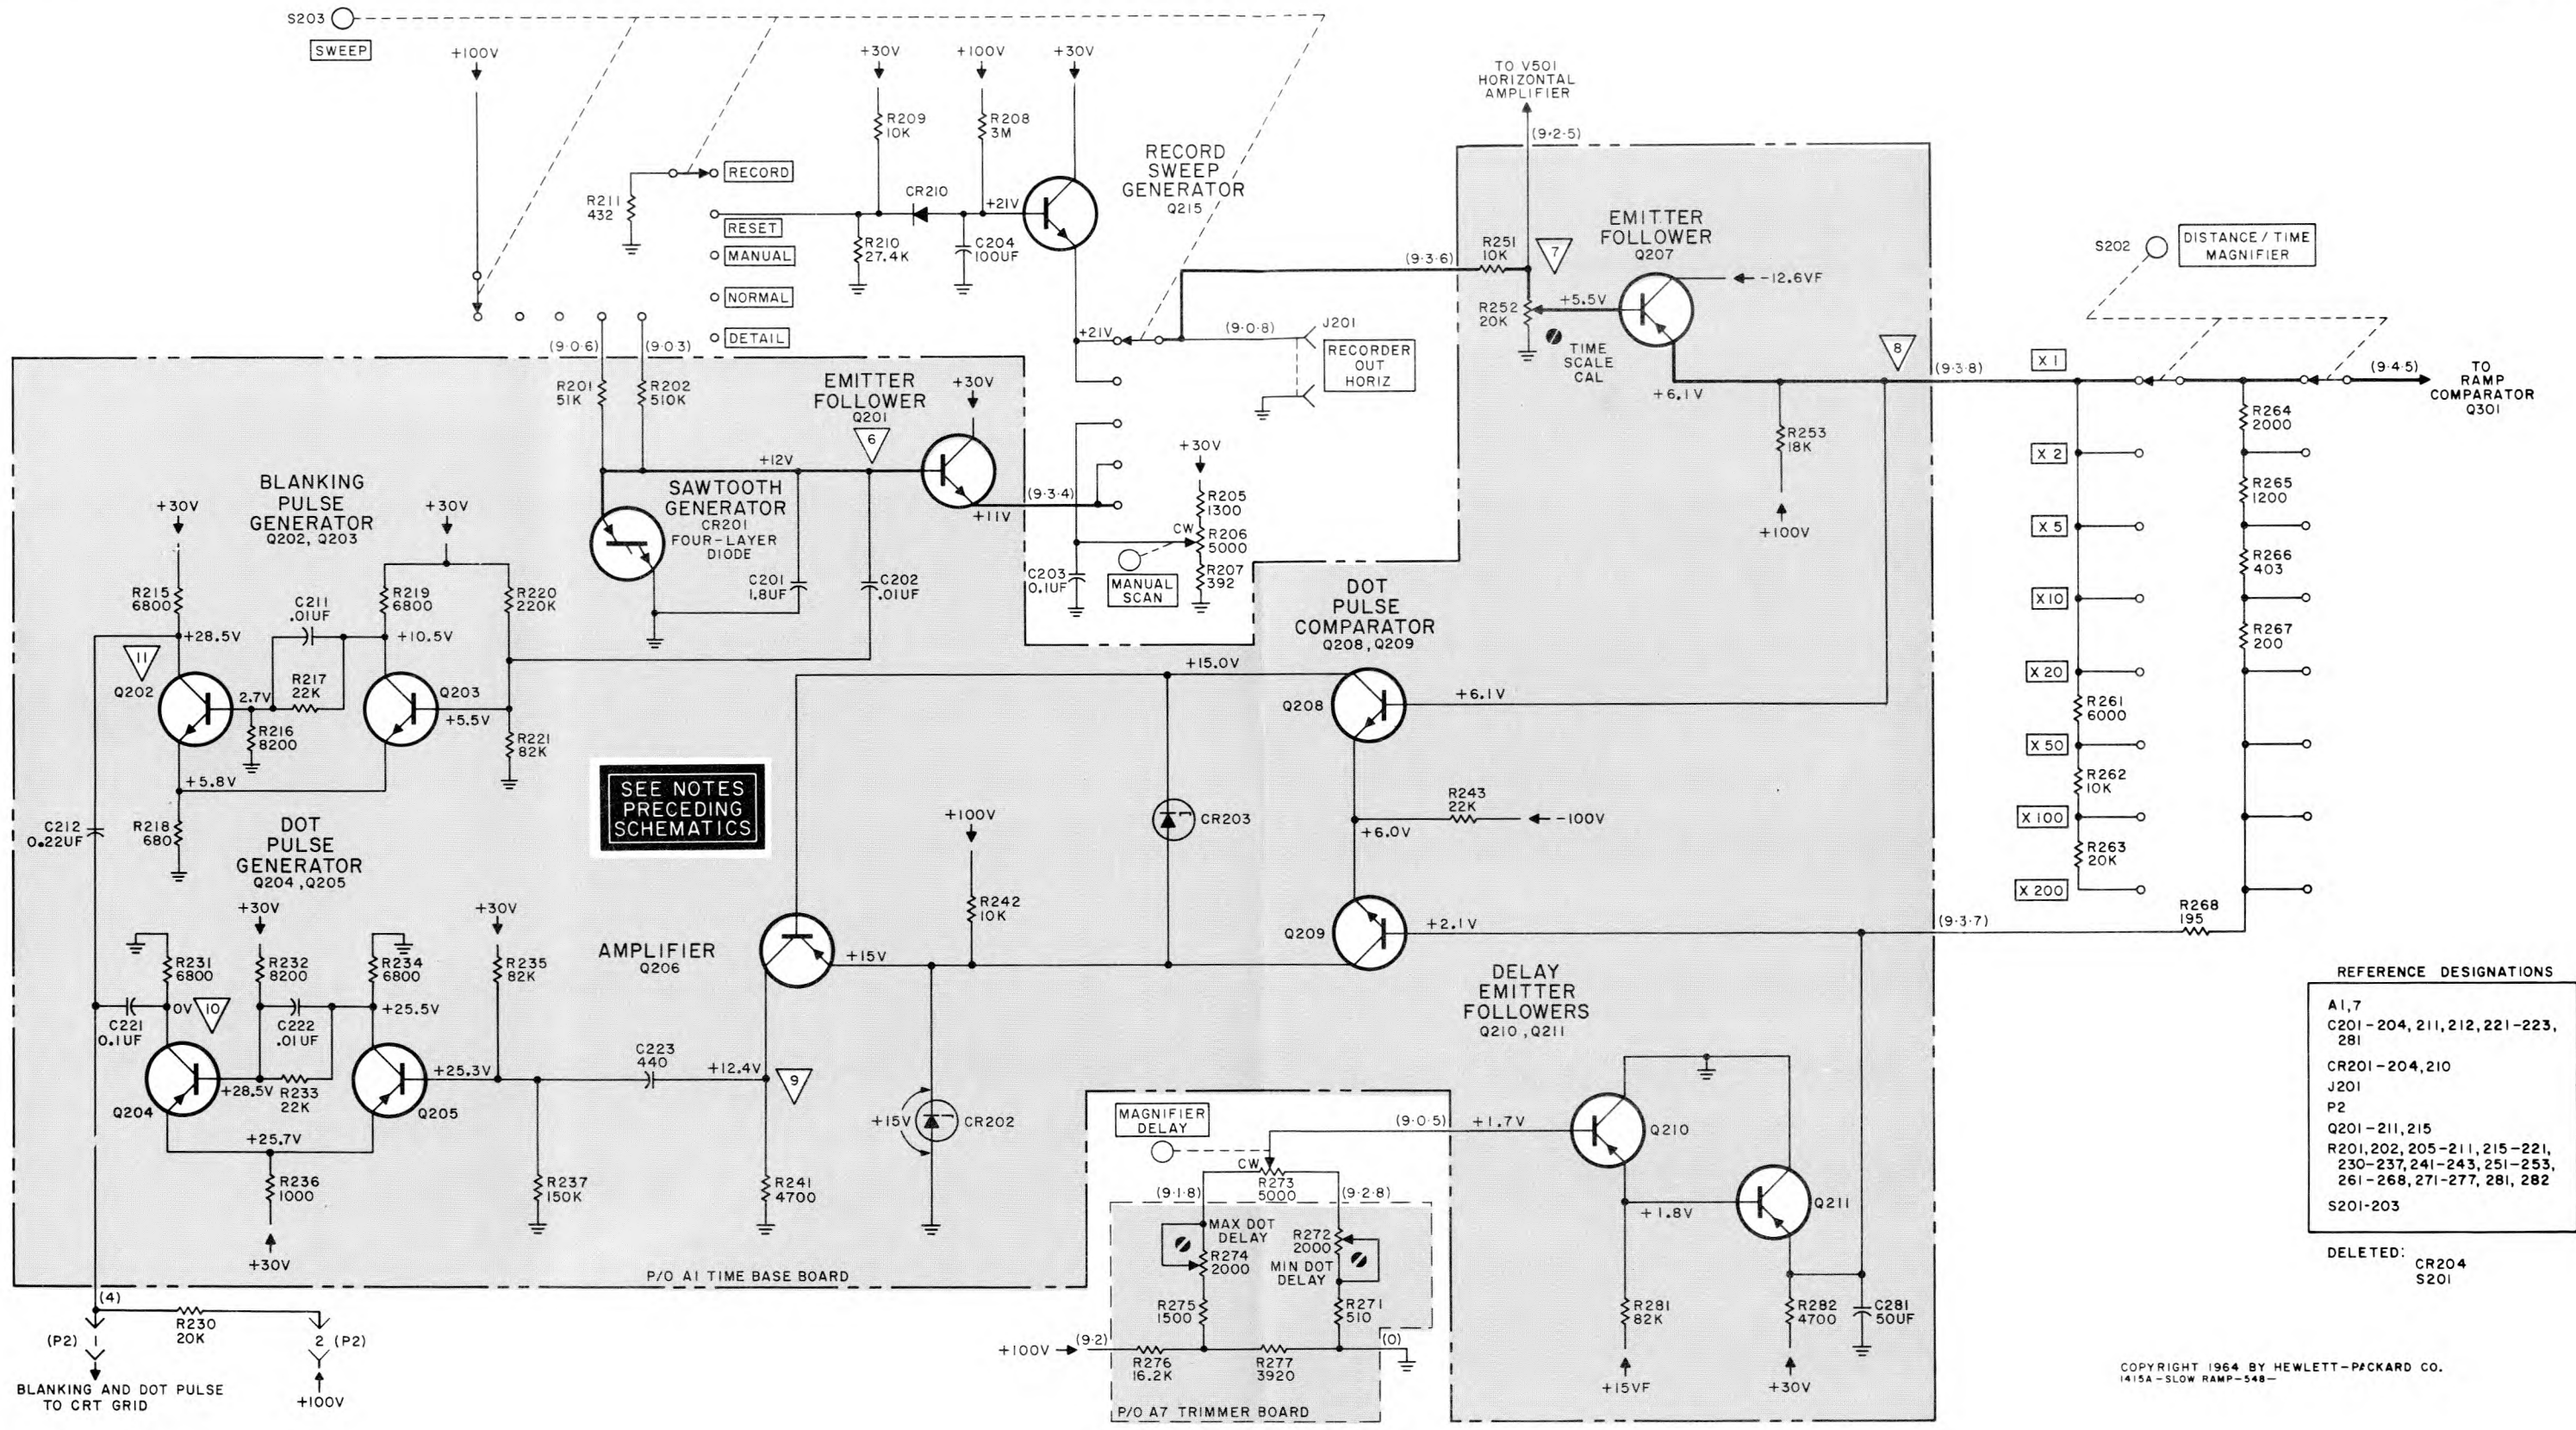 S203
SWEEP
+100V
+30V
+100V
+30V
R209
10K
R208
3M
RECORD
SWEEP
GENERATOR
Q215
R211
432
RECORD
RESET
MANUAL
NORMAL
DETAIL
CR210
+21V
R210
27.4K
C204
100UF
TO V501
HORIZONTAL
AMPLIFIER
(9·2·5)
(9·3·6)
R251
10K
7
EMITTER
FOLLOWER
Q207
-12.6VF
R252
20K
+5.5V
TIME
SCALE
CAL
+6.1V
8
S202
DISTANCE / TIME
MAGNIFIER
+21V
(9·0·8)
J201
RECORDER
OUT
HORIZ
(9·3·8)
X 1
(9·4·5)
TO
RAMP
COMPARATOR
Q301
(9·0·6)
(9·03)
R201
51K
R202
510K
EMITTER
FOLLOWER
Q201
6
+30V
+12V
(9·3·4)
+11V
SAWTOOTH
GENERATOR
CR201
FOUR-LAYER
DIODE
C201
1.8UF
C202
.01UF
+30V
R205
1300
CW
R206
5000
R207
392
C203
0.1UF
MANUAL
SCAN
R253
18K
+100V
R264
2000
X 2
R265
1200
X 5
R266
403
X10
R267
200
X 20
R261
6000
X 50
R262
10K
X 100
R263
20K
X 200
R268
195
(9·3·7)
BLANKING
PULSE
GENERATOR
Q202, Q203
+30V
+30V
R215
6800
C211
.01UF
R219
6800
R220
220K
+28.5V
+10.5V
11
Q202
R217
22K
2.7V
Q203
+5.5V
R216
8200
R221
82K
+5.8V
R218
680
C212
0.22UF
SEE NOTES
PRECEDING
SCHEMATICS
DOT
PULSE
COMPARATOR
Q208, Q209
+15.0V
Q208
+6.1V
CR203
R243
22K
-100V
+6.0V
Q209
+2.1V
+100V
R242
10K
DOT
PULSE
GENERATOR
Q204, Q205
+30V
+30V
R231
6800
R232
8200
R234
6800
R235
82K
AMPLIFIER
Q206
+15V
C221
0.1UF
0V
10
C222
.01UF
+25.5V
Q204
+28.5V
R233
22K
Q205
+25.3V
C223
440
+12.4V
9
+25.7V
R236
1000
+30V
R237
150K
R241
4700
+15V
CR202
P/O A1 TIME BASE BOARD
DELAY
EMITTER
FOLLOWERS
Q210, Q211
MAGNIFIER
DELAY
(9·0·5)
+1.7V
Q210
CW
R273
5000
(9·1·8)
(9·2·8)
MAX DOT
DELAY
R274
2000
R272
2000
MIN DOT
DELAY
+1.8V
Q211
R275
1500
R271
510
R281
82K
R282
4700
C281
50UF
+100V
(9·2)
R276
16.2K
R277
3920
(0)
P/O A7 TRIMMER BOARD
+15VF
+30V
(4)
R230
20K
(P2)
1
2
(P2)
BLANKING AND DOT PULSE
TO CRT GRID
+100V
REFERENCE DESIGNATIONS
A1,7
C201-204, 211, 212, 221-223,
281
CR201-204,210
J201
P2
Q201-211,215
R201,202, 205-211, 215-221,
230-237, 241-243, 251-253,
261-268, 271-277, 281, 282
S201-203
DELETED:
CR204
S201
COPYRIGHT 1964 BY HEWLETT-PACKARD CO.
1415A-SLOW RAMP-548-